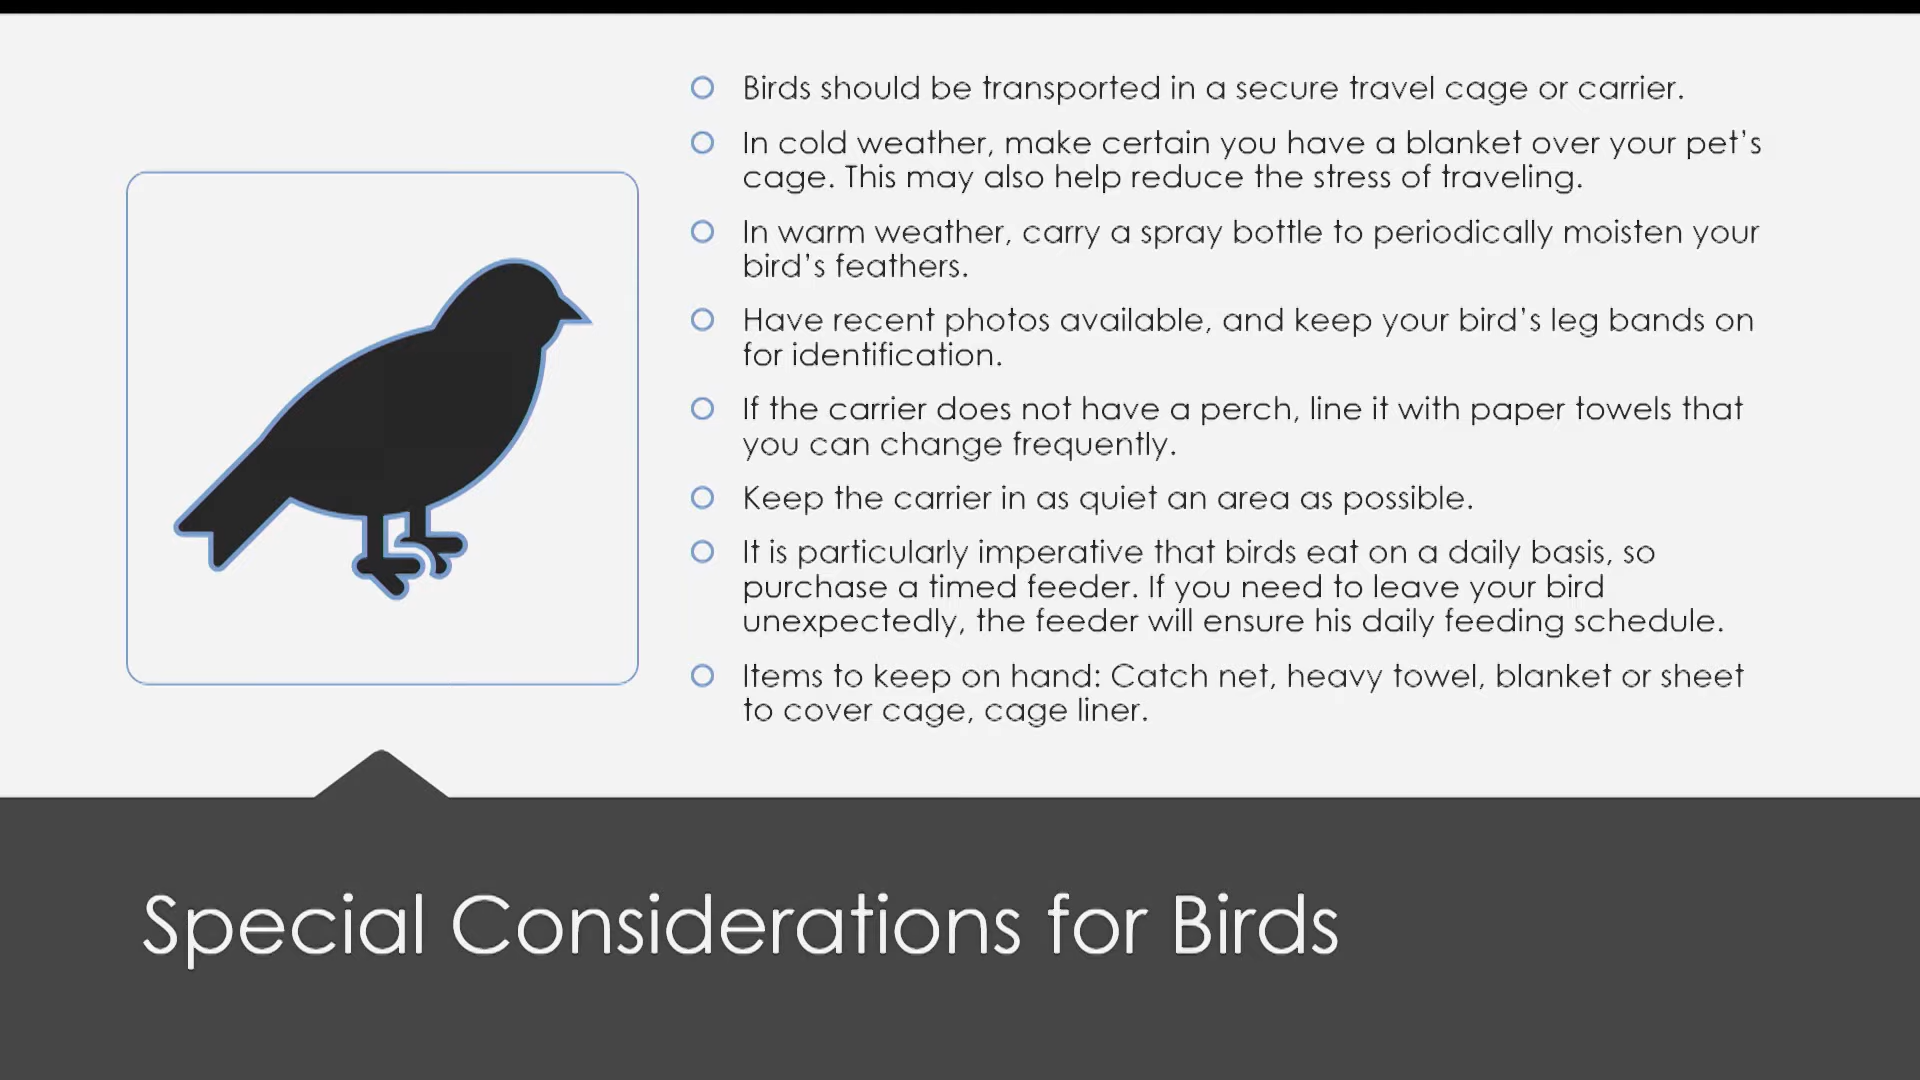 Birds should be transported in a secure travel cage or carrier.
In cold weather, make certain you have a blanket over your pet’s
cage. This may also help reduce the stress of traveling.
In warm weather, carry a spray bottle to periodically moisten your
bird’s feathers.
Have recent photos available, and keep your bird’s leg bands on
for identification.
If the carrier does not have a perch, line it with paper towels that
you can change frequently.
Keep the carrier in as quiet an area as possible.
It is particularly imperative that birds eat on a daily basis, so
purchase a timed feeder. If you need to leave your bird
unexpectedly, the feeder will ensure his daily feeding schedule.
Items to keep on hand: Catch net, heavy towel, blanket or sheet
to cover cage, cage liner.
Special Considerations for Birds